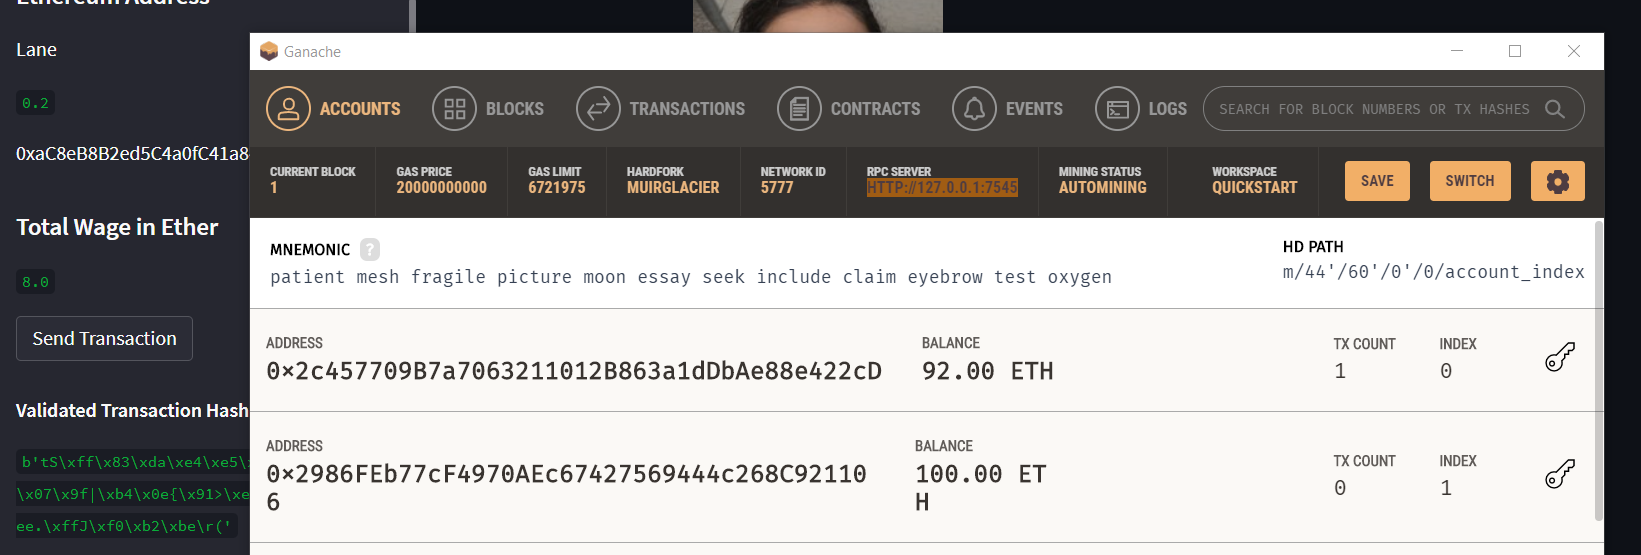 Ethereum Address
Lane
0.2
0xaC8eB8B2ed5C4a0fC41a8
Total Wage in Ether
8.0
Send Transaction
Validated Transaction Hash
b'tS\xff\x83\xda\xe4\xe5\
\x07\x9f|\xb4\x0e{\x91>\xe
ee.\xffJ\xf0\xb2\xbe\r('
Ganache
ACCOUNTS BLOCKS TRANSACTIONS CONTRACTS EVENTS LOGS SEARCH FOR BLOCK NUMBERS OR TX HASHES
CURRENT BLOCK GAS PRICE GAS LIMIT HARDFORK NETWORK ID RPC SERVER MINING STATUS WORKSPACE
1 20000000000 6721975 MUIRGLACIER 5777 HTTP://127.0.0.1:7545 AUTOMINING QUICKSTART SAVE SWITCH
MNEMONIC ? HD PATH
patient mesh fragile picture moon essay seek include claim eyebrow test oxygen m/44'/60'/0'/0/account_index
ADDRESS BALANCE TX COUNT INDEX
0×2c457709B7a7063211012B863a1dDbAe88e422cD 92.00 ETH 1 0
ADDRESS BALANCE TX COUNT INDEX
0×2986FEb77cF4970AEc67427569444c268C92110 100.00 ET 0 1
6 H